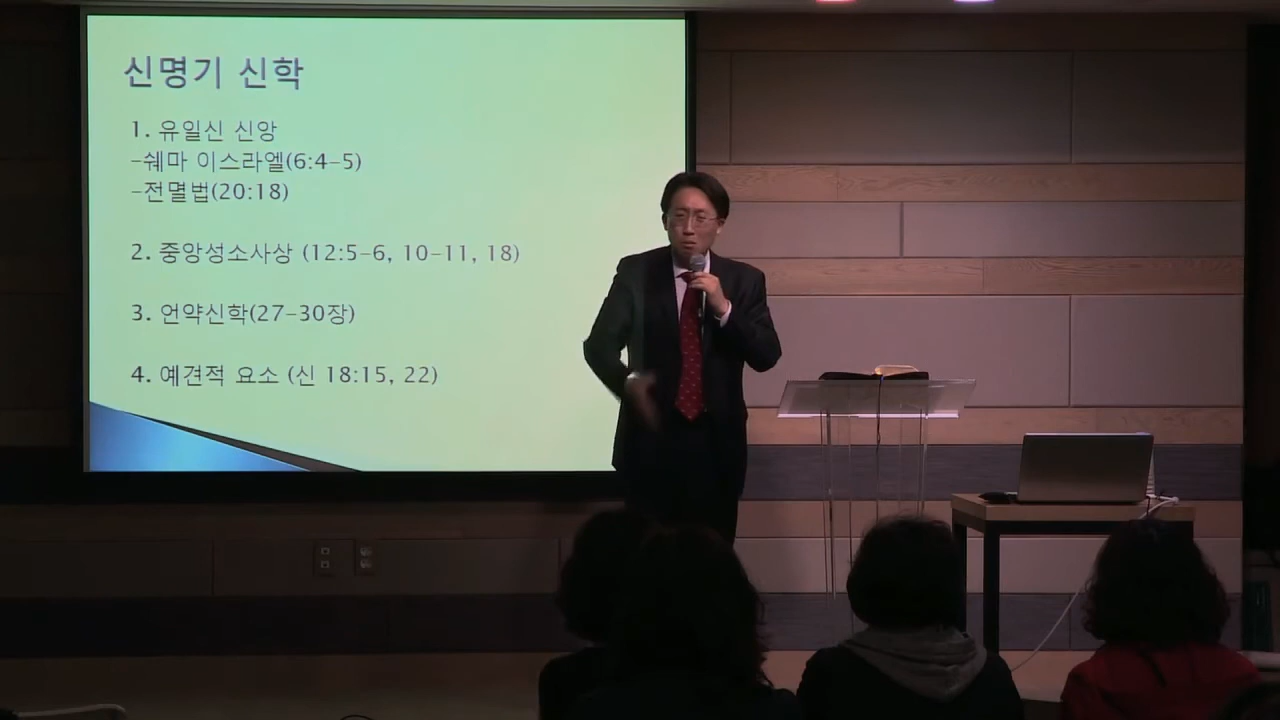 신명기 신학
1. 유일신 신앙
-쉐마 이스라엘(6:4-5)
-전멸법(20:18)
2. 중앙성소사상 (12:5-6, 10-11, 18)
3. 언약신학(27-30장)
4. 예견적 요소 (신 18:15, 22)